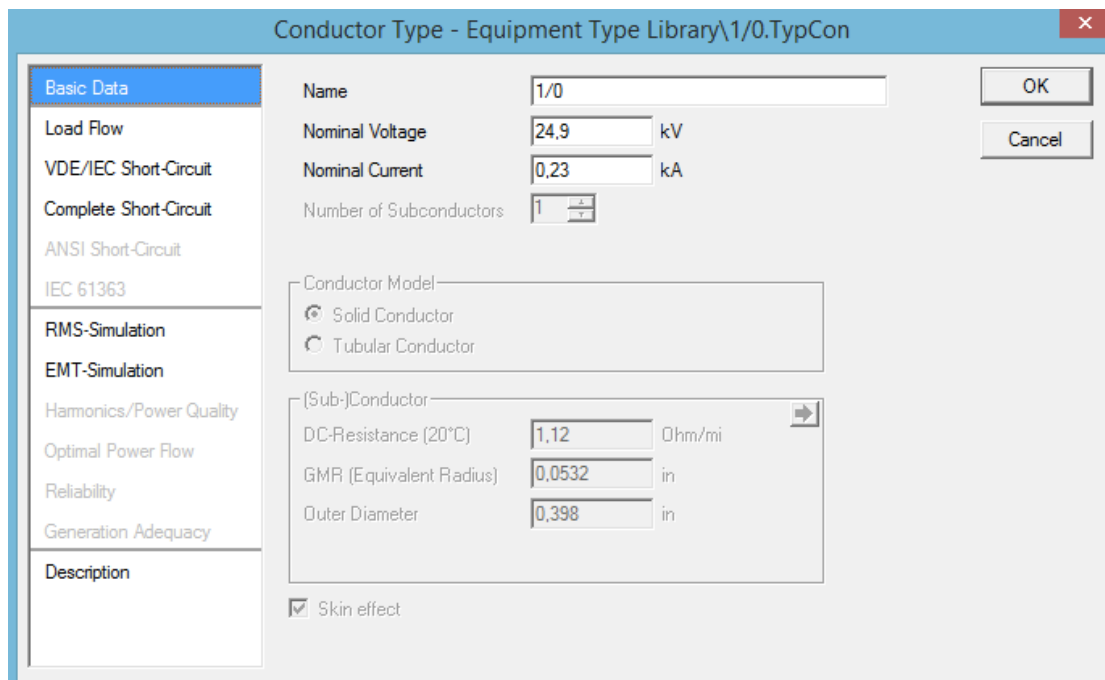 Conductor Type - Equipment Type Library\1/0.TypCon
Basic Data
Load Flow
VDE/IEC Short-Circuit
Complete Short-Circuit
ANSI Short-Circuit
IEC 61363
RMS-Simulation
EMT-Simulation
Harmonics/Power Quality
Optimal Power Flow
Reliability
Generation Adequacy
Description
Name 1/0
Nominal Voltage 24,9 kV
Nominal Current 0,23 kA
Number of Subconductors 1
Conductor Model
Solid Conductor
Tubular Conductor
(Sub-)Conductor
DC-Resistance (20°C) 1,12 Ohm/mi
GMR (Equivalent Radius) 0,0532 in
Outer Diameter 0,398 in
Skin effect
OK
Cancel